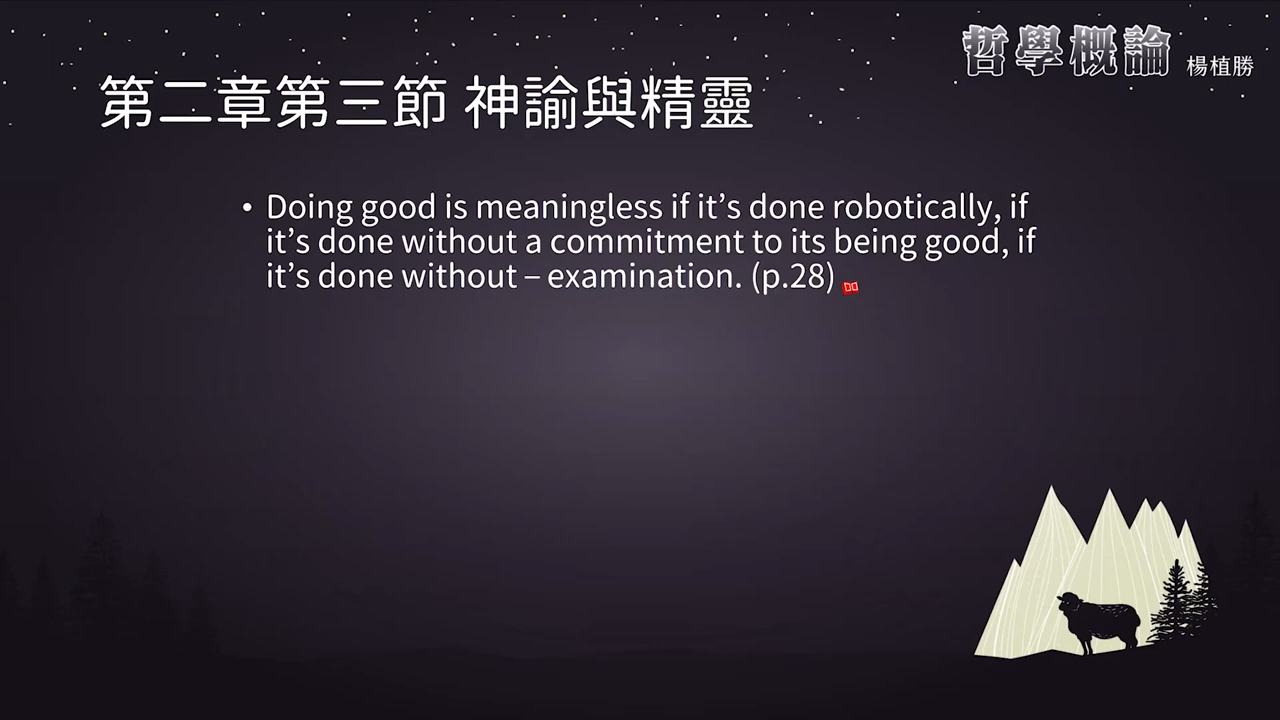 哲學概論 楊植勝
第二章第三節 神諭與精靈
• Doing good is meaningless if it’s done robotically, if
it’s done without a commitment to its being good, if
it’s done without – examination. (p.28)